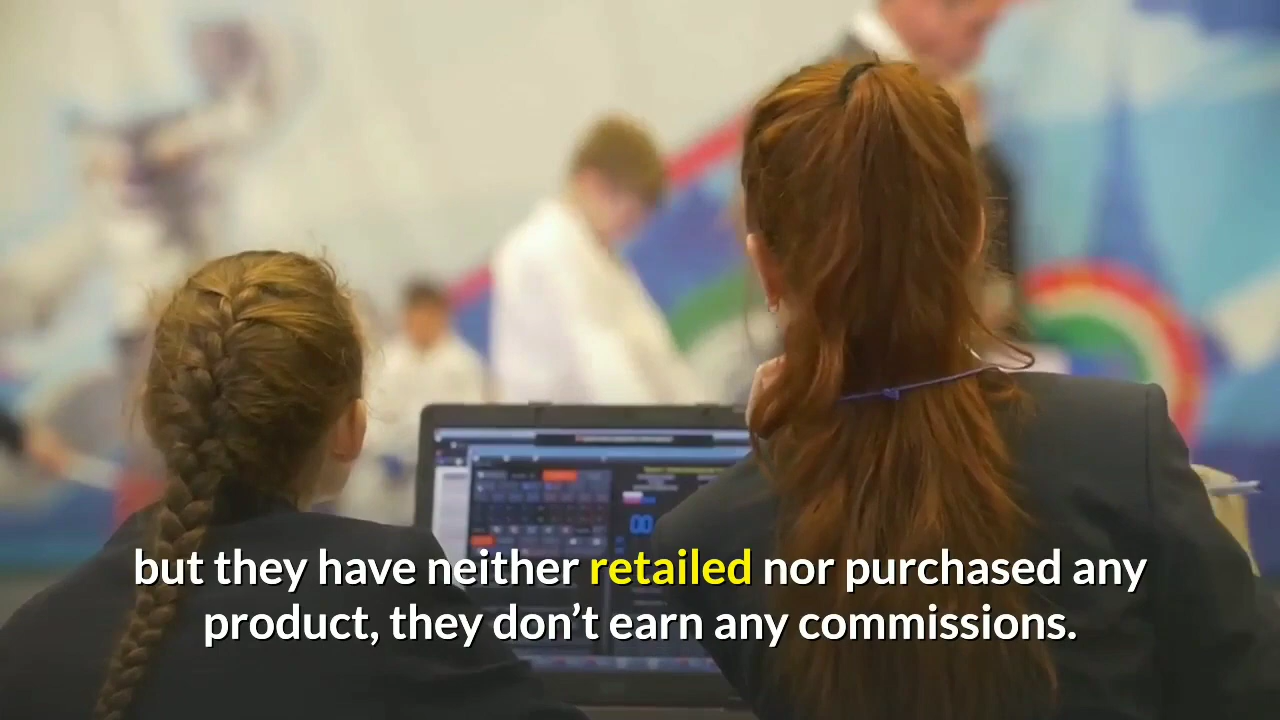 but they have neither retailed nor purchased any
product, they don’t earn any commissions.